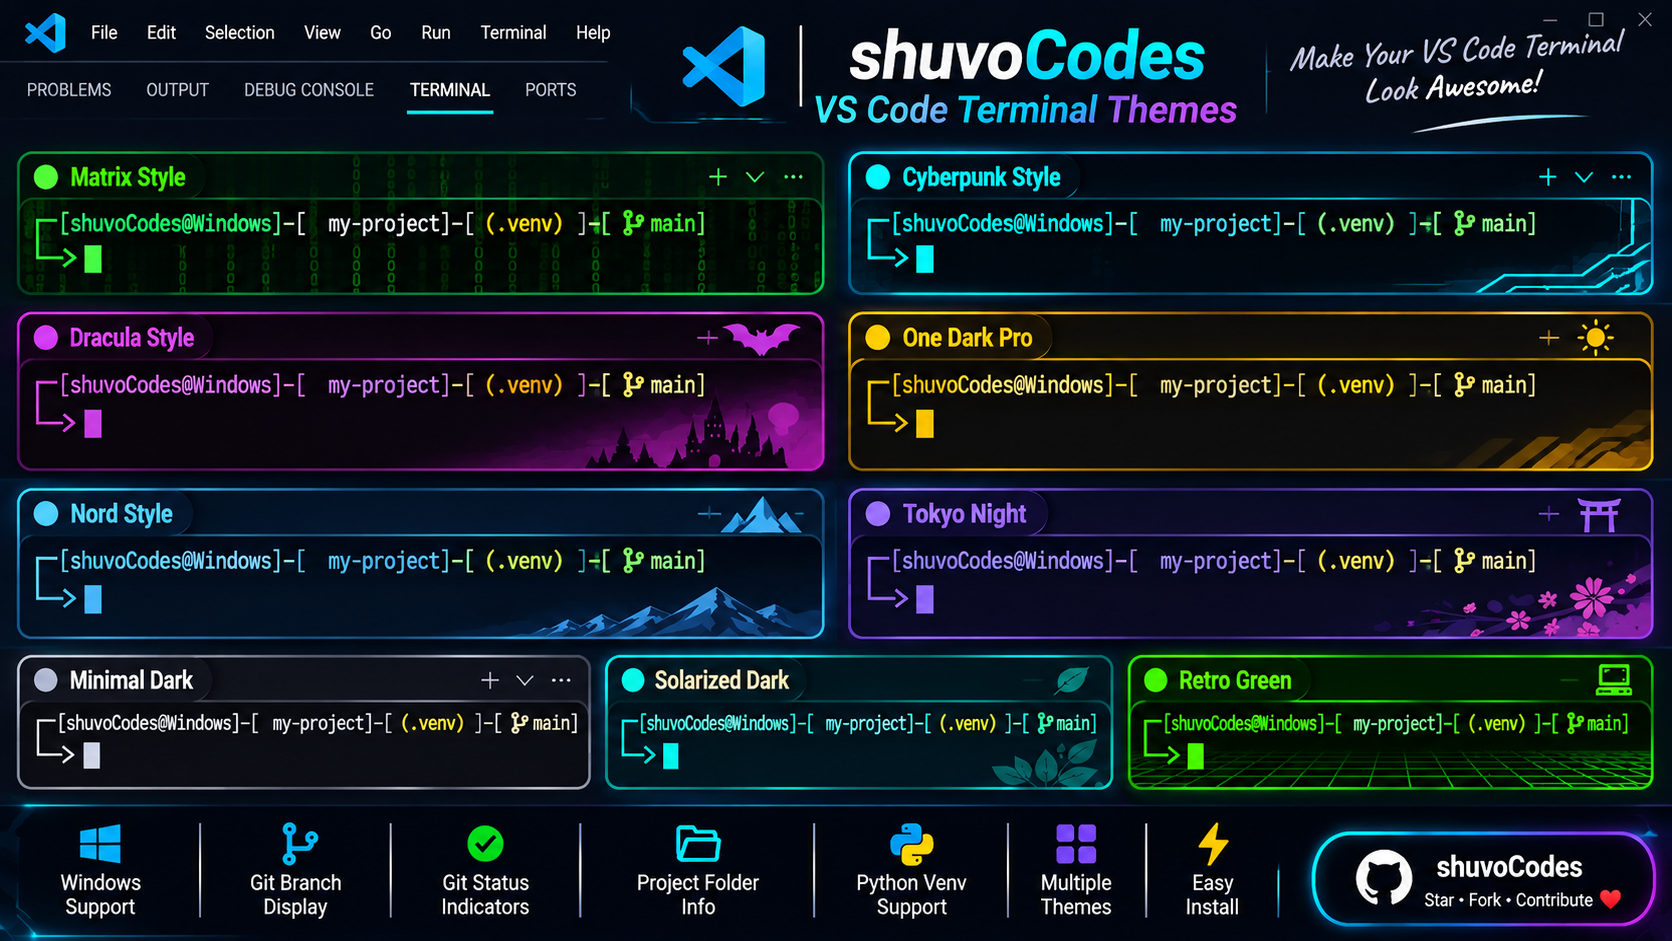 File Edit Selection View Go Run Terminal Help
PROBLEMS OUTPUT DEBUG CONSOLE TERMINAL PORTS
shuvoCodes
VS Code Terminal Themes
Make Your VS Code Terminal
Look Awesome!
Matrix Style
[shuvoCodes@Windows]-[ my-project]-[ (.venv) ]-[ main]
Cyberpunk Style
[shuvoCodes@Windows]-[ my-project]-[ (.venv) ]-[ main]
Dracula Style
[shuvoCodes@Windows]-[ my-project]-[ (.venv) ]-[ main]
One Dark Pro
[shuvoCodes@Windows]-[ my-project]-[ (.venv) ]-[ main]
Nord Style
[shuvoCodes@Windows]-[ my-project]-[ (.venv) ]-[ main]
Tokyo Night
[shuvoCodes@Windows]-[ my-project]-[ (.venv) ]-[ main]
Minimal Dark
[shuvoCodes@Windows]-[ my-project]-[ (.venv) ]-[ main]
Solarized Dark
[shuvoCodes@Windows]-[ my-project]-[ (.venv) ]-[ main]
Retro Green
[shuvoCodes@Windows]-[ my-project]-[ (.venv) ]-[ main]
Windows
Support
Git Branch
Display
Git Status
Indicators
Project Folder
Info
Python Venv
Support
Multiple
Themes
Easy
Install
shuvoCodes
Star • Fork • Contribute ❤️